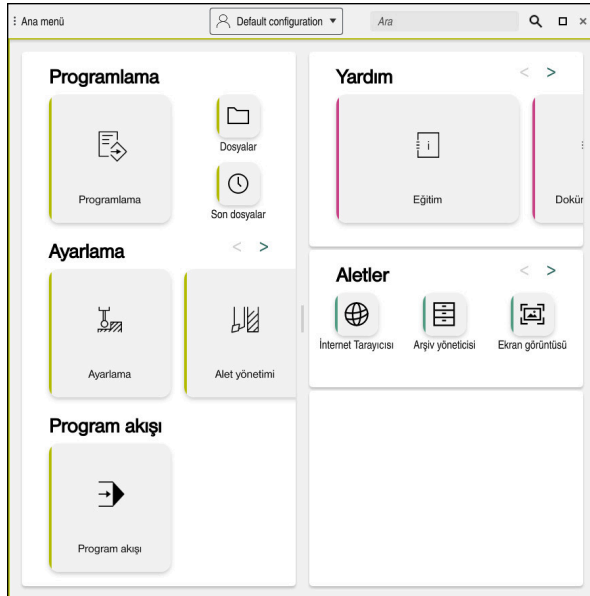 Ana menü
Default configuration
Ara
Programlama
Programlama
Dosyalar
Son dosyalar
Ayarlama
Ayarlama
Alet yönetimi
Program akışı
Program akışı
Yardım
Eğitim
Dokür
Aletler
İnternet Tarayıcısı
Arşiv yöneticisi
Ekran görüntüsü